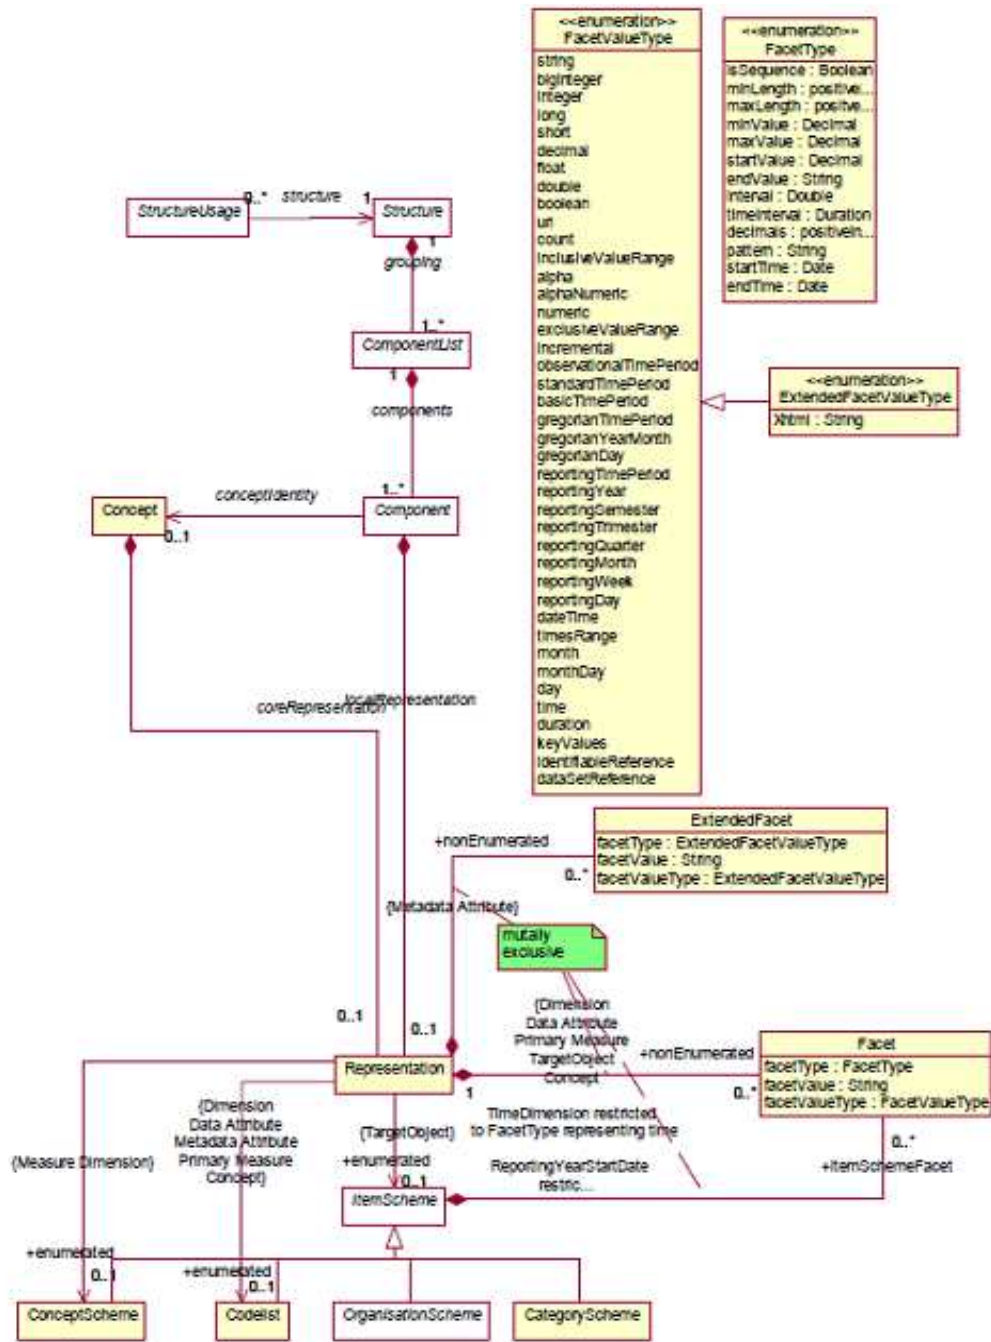 <<enumeration>>
FacetValueType
string
bigInteger
integer
long
short
decimal
float
double
boolean
uri
count
inclusiveValueRange
alpha
alphaNumeric
numeric
exclusiveValueRange
incremental
observationalTimePeriod
standardTimePeriod
basicTimePeriod
gregorianTimePeriod
gregorianYearMonth
gregorianDay
reportingTimePeriod
reportingYear
reportingSemester
reportingTrimester
reportingQuarter
reportingMonth
reportingWeek
reportingDay
dateTime
timesRange
month
monthDay
day
time
duration
keyValues
identifiableReference
dataSetReference
<<enumeration>>
FacetType
isSequence : Boolean
minLength : positivei...
maxLength : positve...
minValue : Decimal
maxValue : Decimal
startValue : Decimal
endValue : String
interval : Double
timeInterval : Duration
decimals : positiveIn...
pattern : String
startTime : Date
endTime : Date
<<enumeration>>
ExtendedFacetValueType
Xhtml : String
StructureUsage
0..*
structure
1
Structure
1
grouping
1..*
ComponentList
1
components
1..*
Component
conceptIdentity
Concept
0..1
coreRepresentation
localRepresentation
ExtendedFacet
facetType : ExtendedFacetValueType
facetValue : String
facetValueType : ExtendedFacetValueType
+nonEnumerated
0..*
{Metadata Attribute}
mutally
exclusive
0..1
0..1
Representation
1
{Dimension
Data Attribute
Primary Measure
TargetObject
Concept
+nonEnumerated
0..*
Facet
facetType : FacetType
facetValue : String
facetValueType : FacetValueType
TimeDimension restricted
to FacetType representing time
ReportingYearStartDate
restric...
0..*
+itemSchemeFacet
{Measure Dimension}
{Dimension
Data Attribute
Metadata Attribute
Primary Measure
Concept}
{TargetObject}
+enumerated
0..1
ItemScheme
+enumerated
0..1
+enumerated
0..1
ConceptScheme
Codelist
OrganisationScheme
CategoryScheme